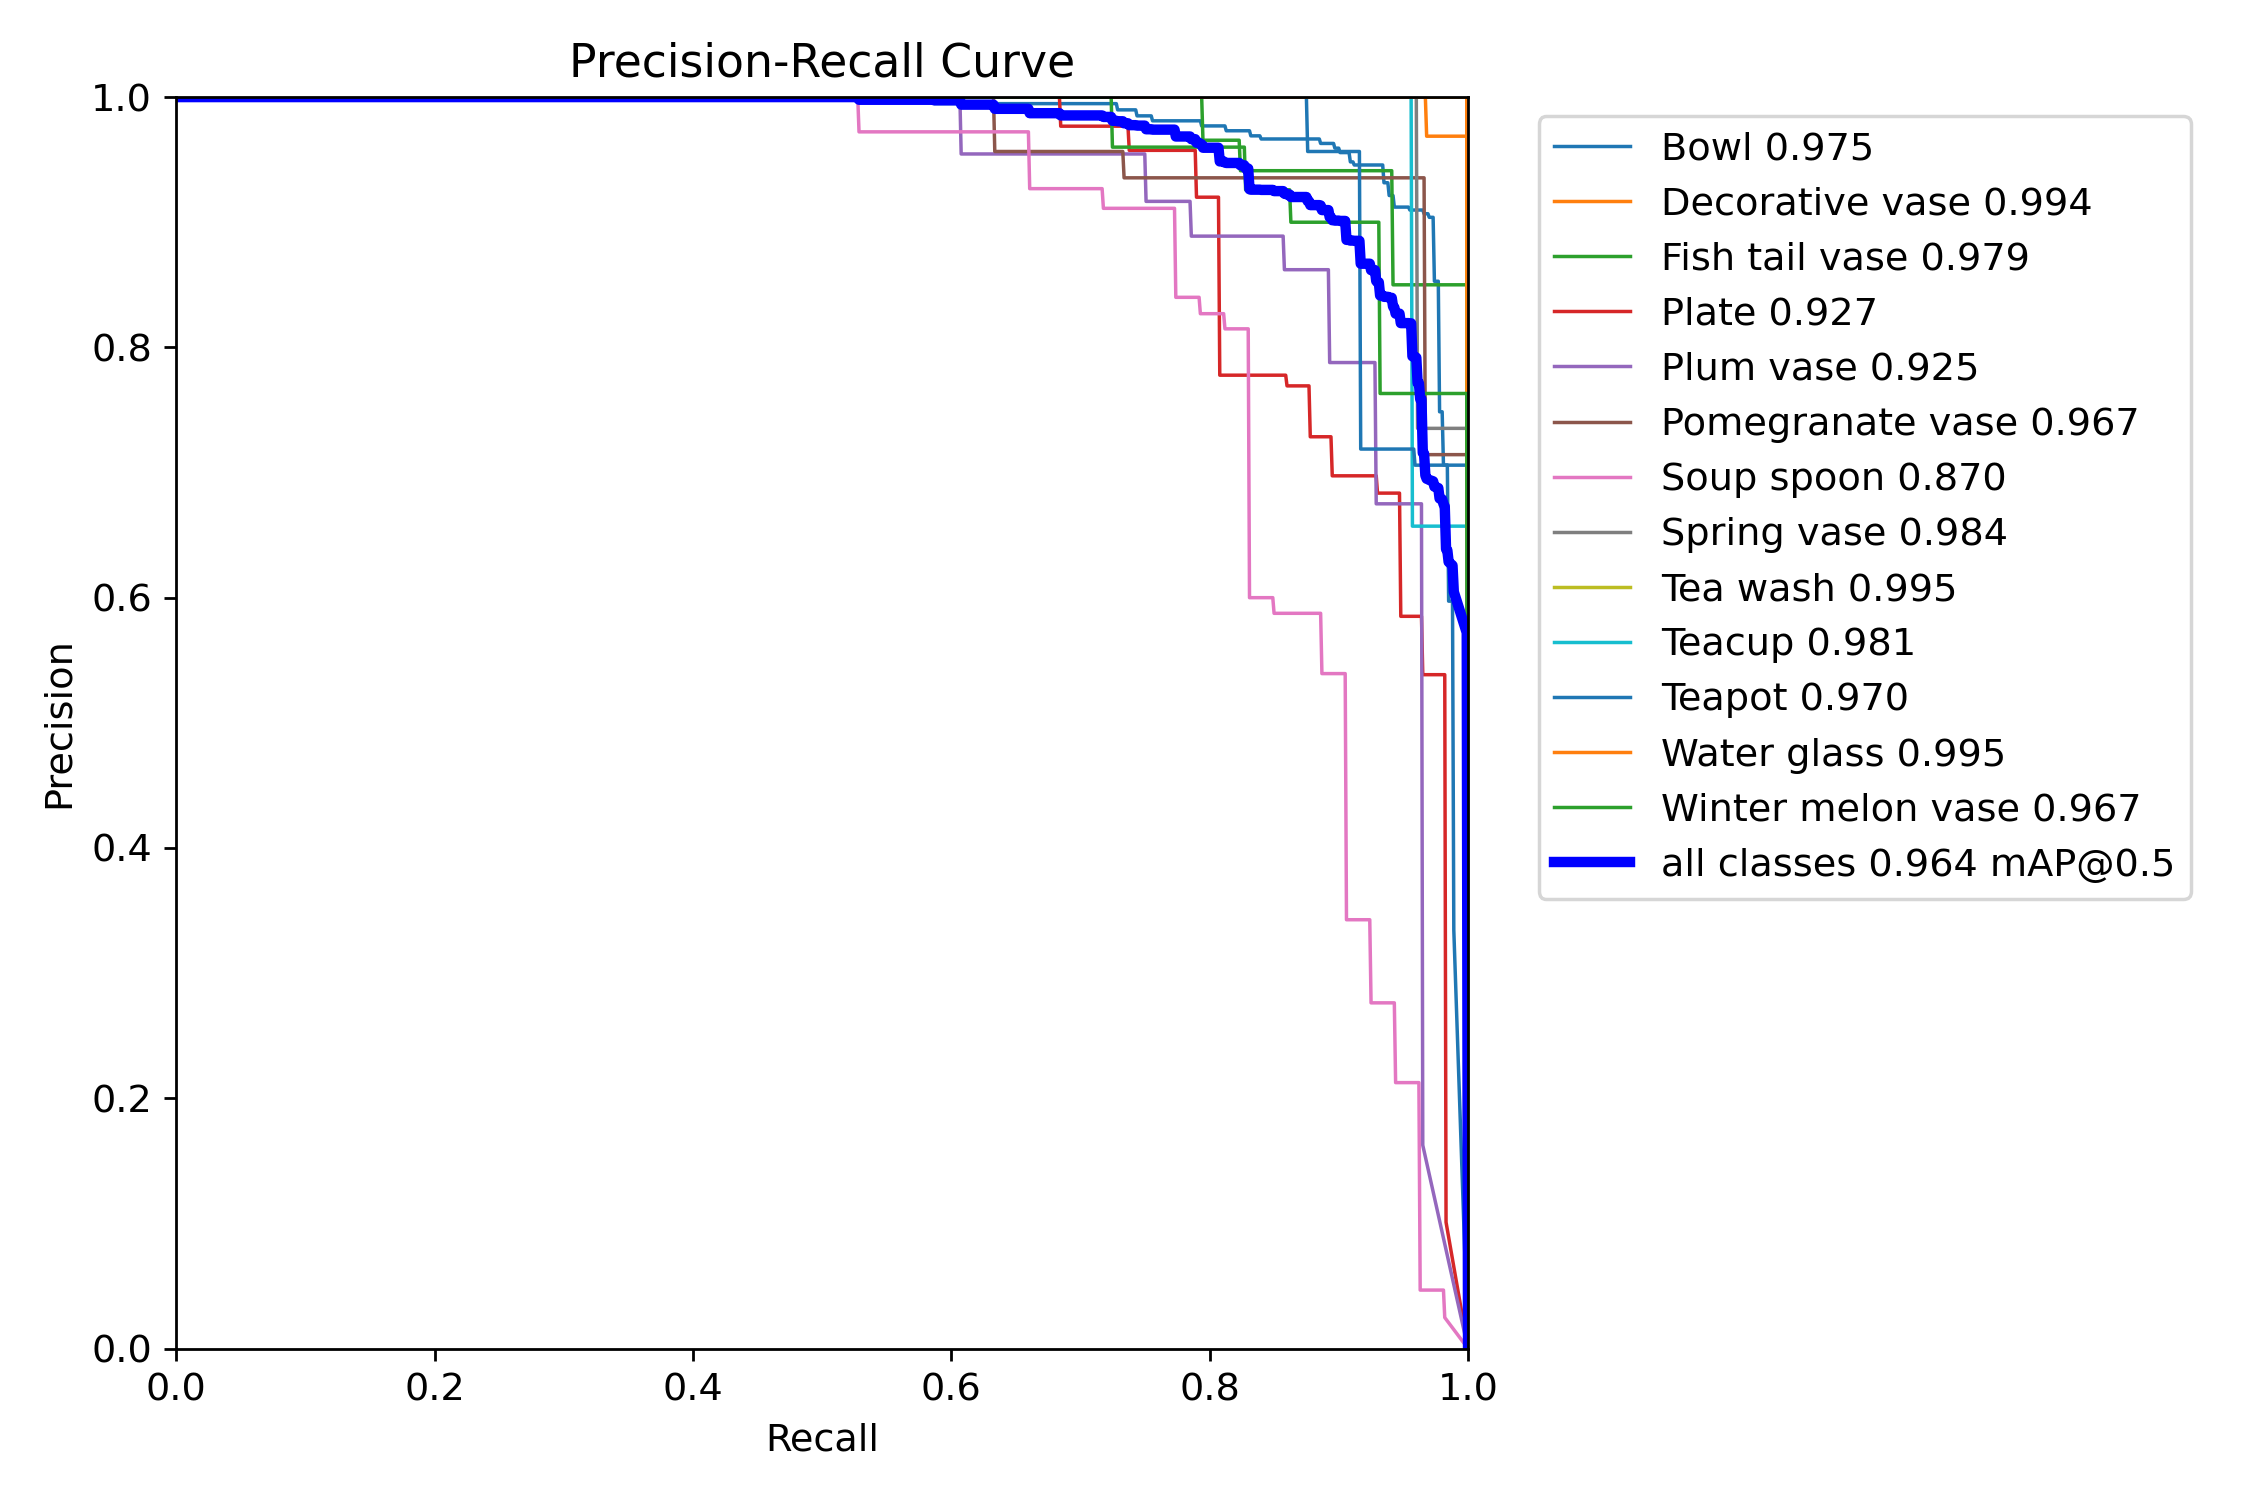 Precision-Recall Curve
1.0
0.8
0.6
0.4
0.2
0.0
Precision
0.0 0.2 0.4 0.6 0.8 1.0
Recall
Bowl 0.975
Decorative vase 0.994
Fish tail vase 0.979
Plate 0.927
Plum vase 0.925
Pomegranate vase 0.967
Soup spoon 0.870
Spring vase 0.984
Tea wash 0.995
Teacup 0.981
Teapot 0.970
Water glass 0.995
Winter melon vase 0.967
all classes 0.964 mAP@0.5